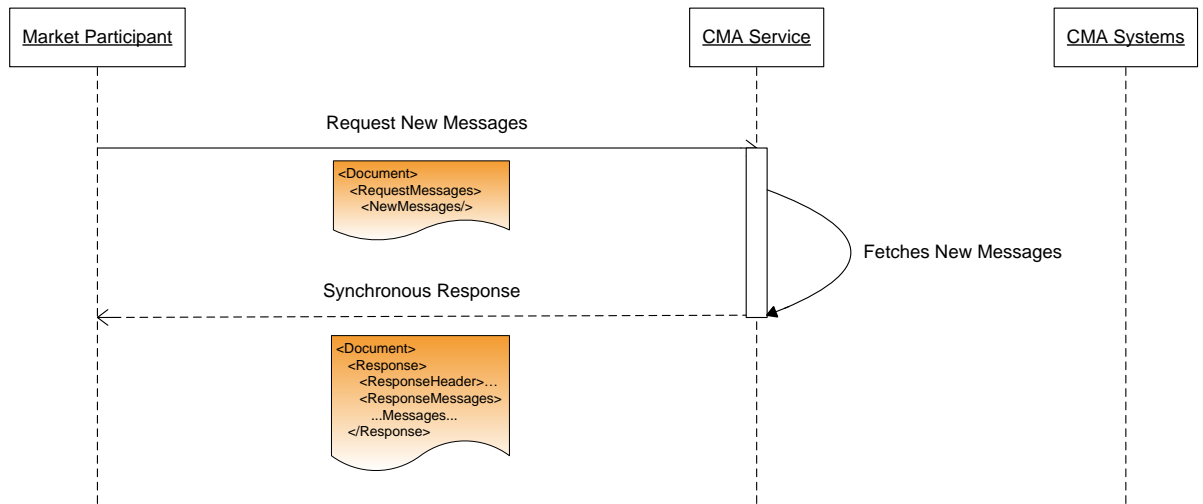 Market Participant
CMA Service
CMA Systems
Request New Messages
<Document>
<RequestMessages>
<NewMessages/>
Fetches New Messages
Synchronous Response
<Document>
<Response>
<ResponseHeader>...
<ResponseMessages>
...Messages...
</Response>